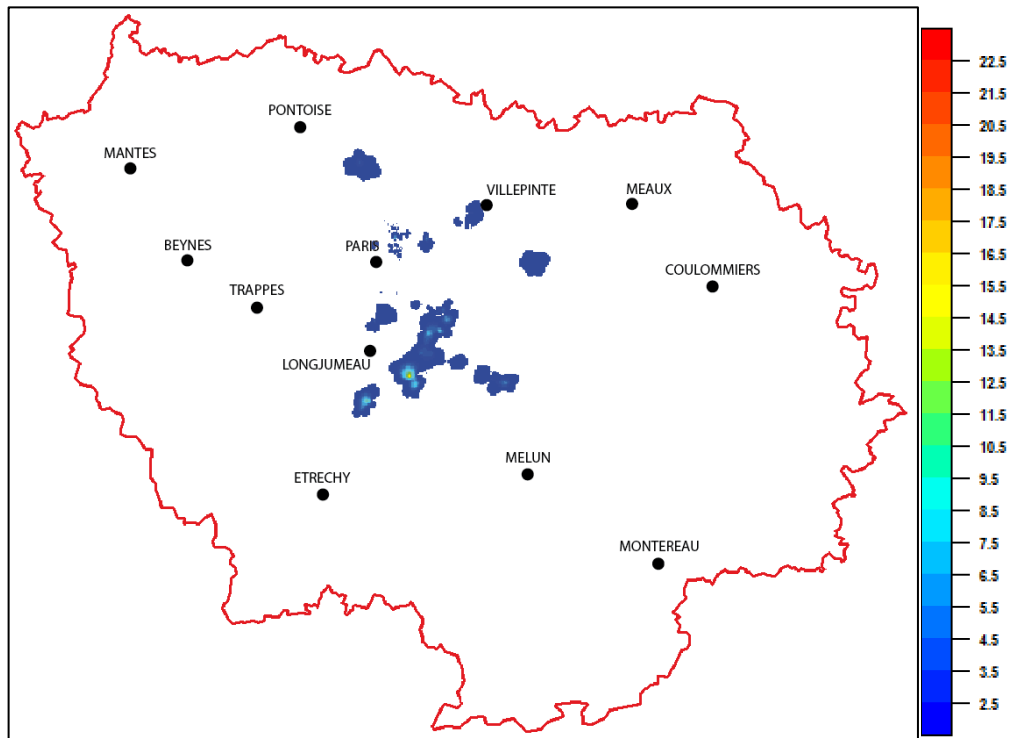 PONTOISE
MANTES
VILLEPINTE
MEAUX
BEYNES
PARIS
COULOMMIERS
TRAPPES
LONGJUMEAU
MELUN
ETRECHY
MONTEREAU
22.5
21.5
20.5
19.5
18.5
17.5
16.5
15.5
14.5
13.5
12.5
11.5
10.5
9.5
8.5
7.5
6.5
5.5
4.5
3.5
2.5